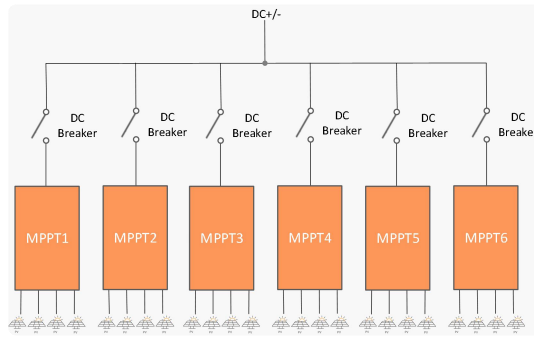 DC+/-
DC
Breaker
DC
Breaker
DC
Breaker
DC
Breaker
DC
Breaker
DC
Breake
MPPT1
MPPT2
MPPT3
MPPT4
MPPT5
MPPT6